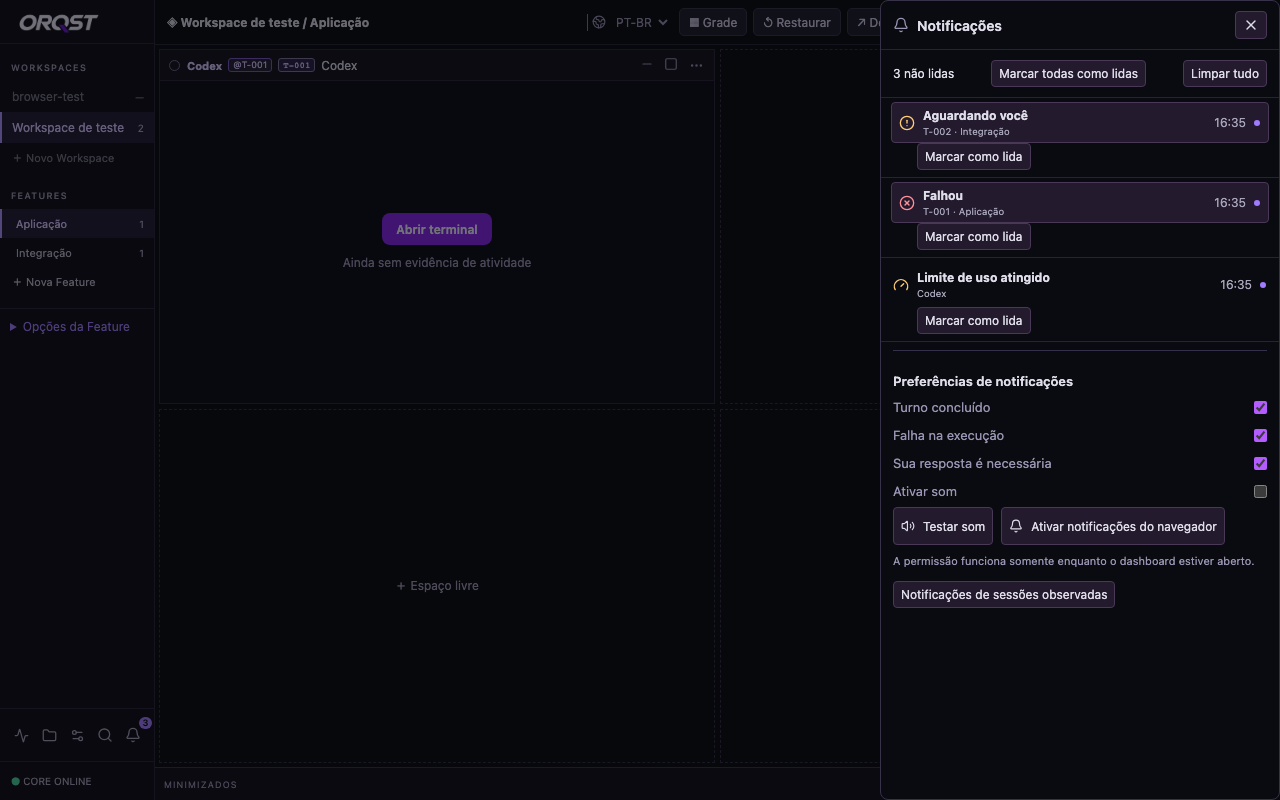 OROST
WORKSPACES
browser-test
Workspace de teste 2
+ Novo Workspace
FEATURES
Aplicação 1
Integração 1
+ Nova Feature
Opções da Feature
3
CORE ONLINE
Workspace de teste / Aplicação
PT-BR
Grade
Restaurar
Codex @T-001 T-001 Codex
Abrir terminal
Ainda sem evidência de atividade
+ Espaço livre
MINIMIZADOS
Notificações
3 não lidas
Marcar todas como lidas
Limpar tudo
Aguardando você
T-002 · Integração
16:35
Marcar como lida
Falhou
T-001 · Aplicação
16:35
Marcar como lida
Limite de uso atingido
Codex
16:35
Marcar como lida
Preferências de notificações
Turno concluído
Falha na execução
Sua resposta é necessária
Ativar som
Testar som
Ativar notificações do navegador
A permissão funciona somente enquanto o dashboard estiver aberto.
Notificações de sessões observadas